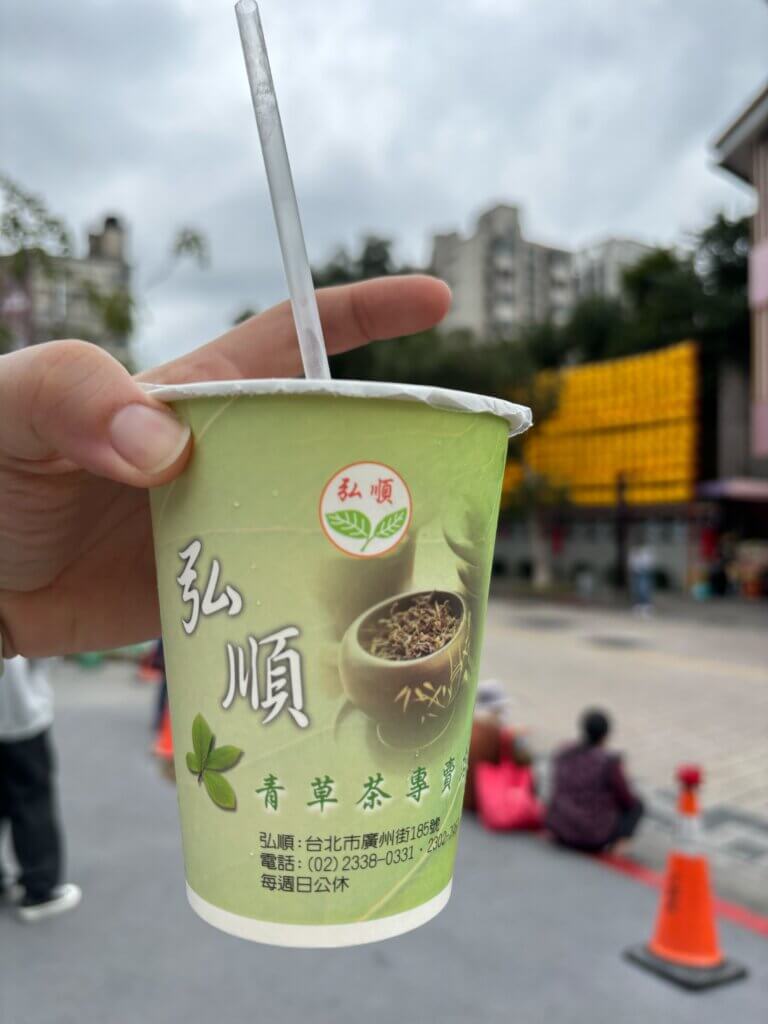 弘順
弘順
青草茶專賣
弘順:台北市廣州街185號
電話:(02)2338-0331・2302-
每週日公休